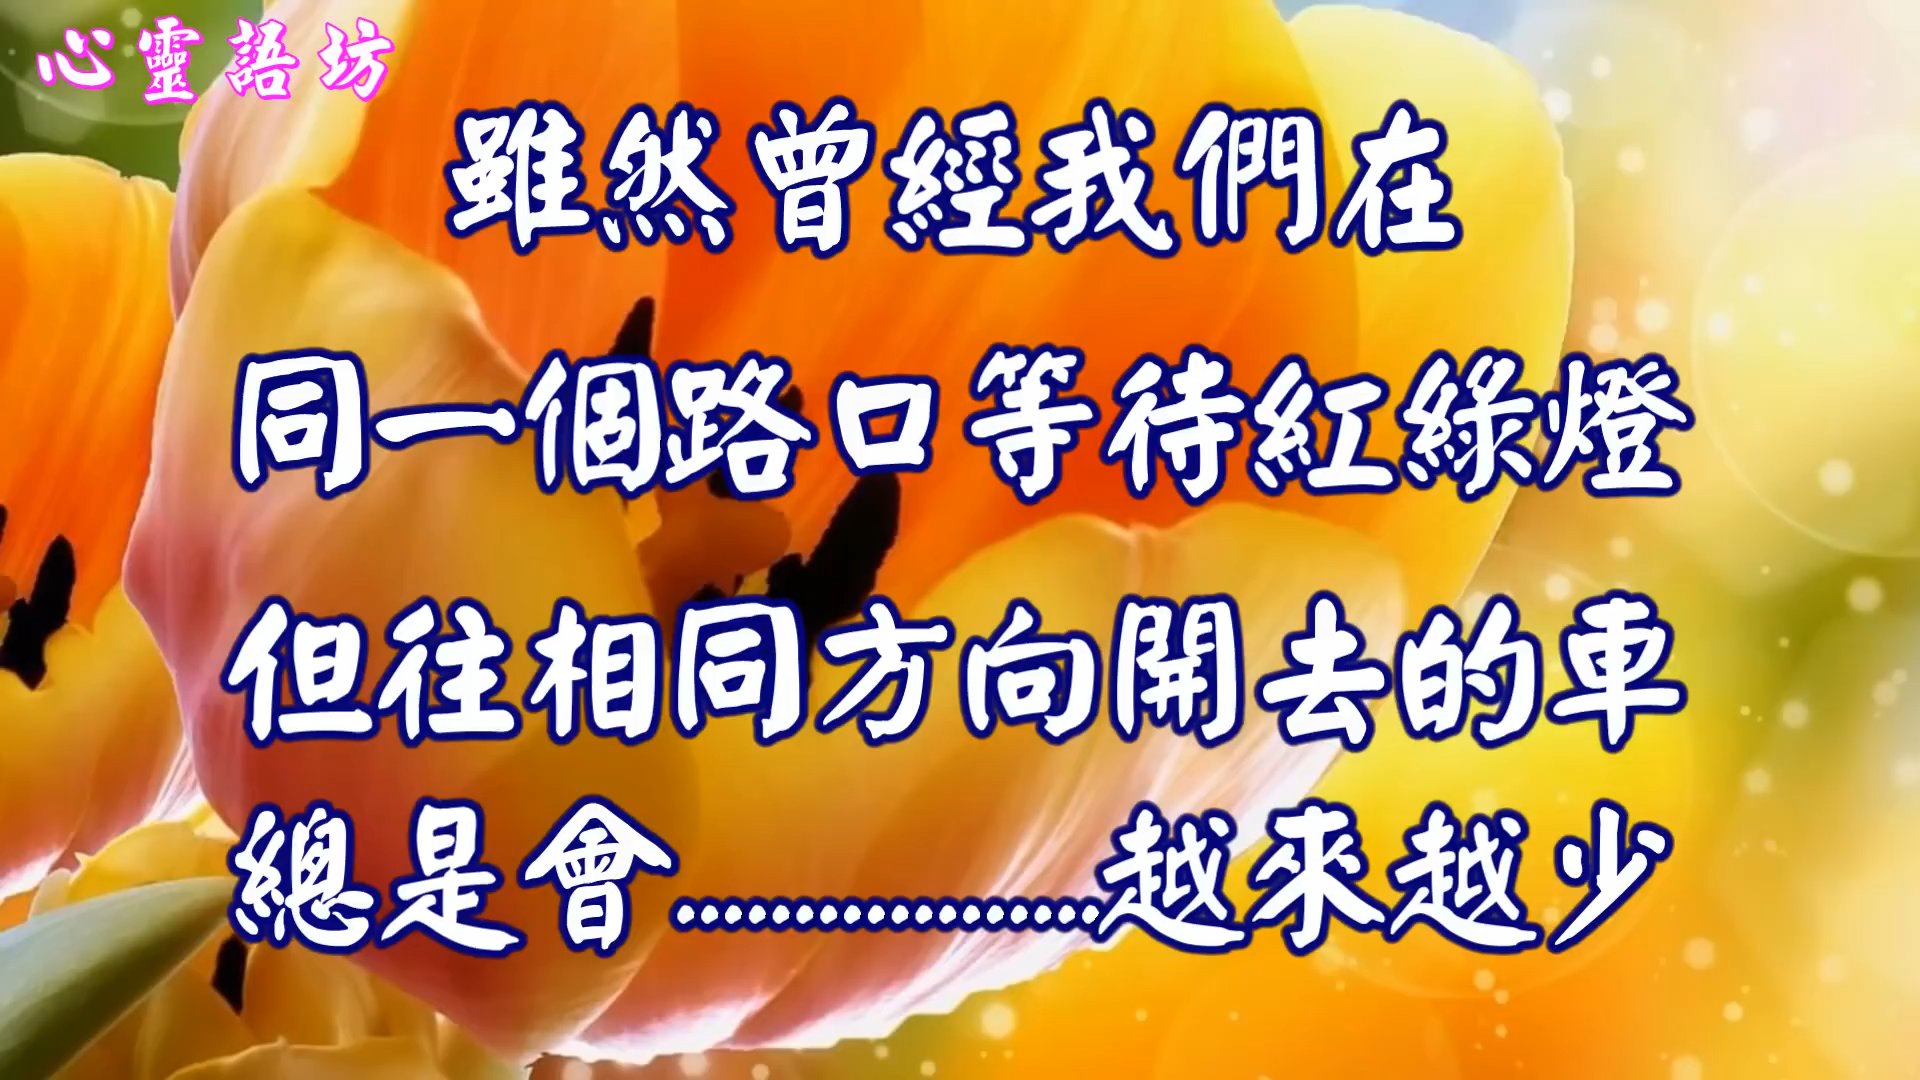 心靈語坊
雖然曾經我們在
同一個路口等待紅綠燈
但往相同方向開去的車
總是會..................越來越少